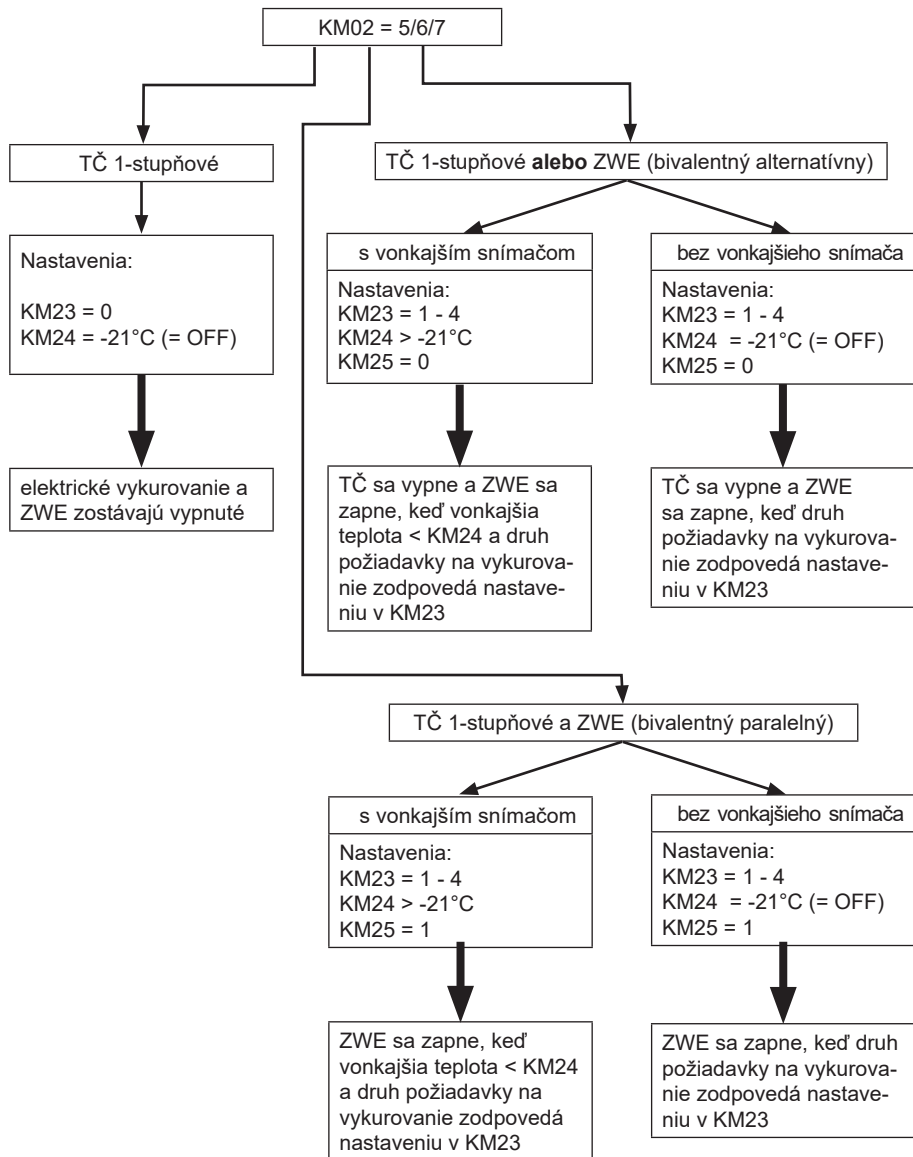 KM02 = 5/6/7
TČ 1-stupňové
Nastavenia:
KM23 = 0
KM24 = -21°C (= OFF)
elektrické vykurovanie a
ZWE zostávajú vypnuté
TČ 1-stupňové alebo ZWE (bivalentný alternatívny)
s vonkajším snímačom
Nastavenia:
KM23 = 1 - 4
KM24 > -21°C
KM25 = 0
TČ sa vypne a ZWE sa
zapne, keď vonkajšia
teplota < KM24 a druh
požiadavky na vykurova-
nie zodpovedá nastave-
niu v KM23
bez vonkajšieho snímača
Nastavenia:
KM23 = 1 - 4
KM24  = -21°C (= OFF)
KM25 = 0
TČ sa vypne a ZWE
sa zapne, keď druh
požiadavky na vykurova-
nie zodpovedá nastave-
niu v KM23
TČ 1-stupňové a ZWE (bivalentný paralelný)
s vonkajším snímačom
Nastavenia:
KM23 = 1 - 4
KM24 > -21°C
KM25 = 1
ZWE sa zapne, keď
vonkajšia teplota < KM24
a druh požiadavky na
vykurovanie zodpovedá
nastaveniu v KM23
bez vonkajšieho snímača
Nastavenia:
KM23 = 1 - 4
KM24  = -21°C (= OFF)
KM25 = 1
ZWE sa zapne, keď druh
požiadavky na vykurova-
nie zodpovedá nastave-
niu v KM23